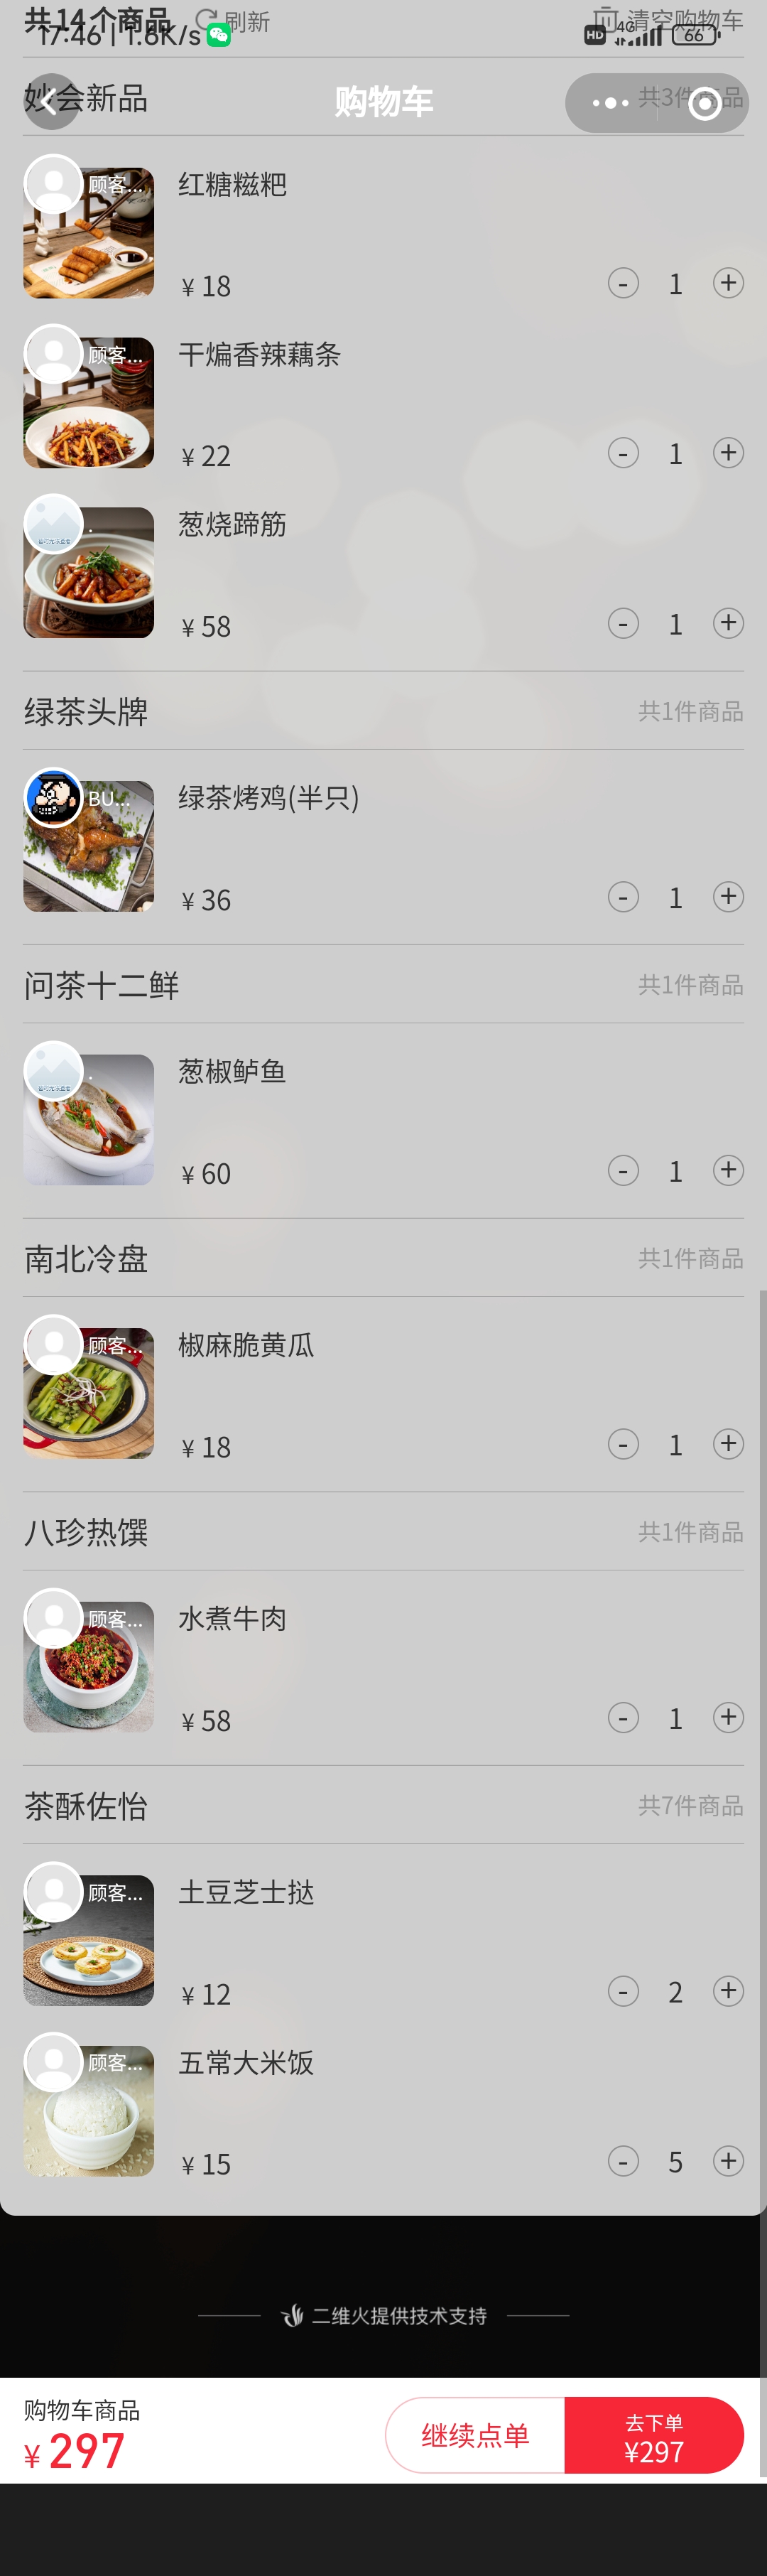 共 14 个商品
刷新
清空购物车
17:46 | 1.6K/s
HD
4G
66
妙会新品
购物车
共3件商品
顾客...
红糖糍粑
¥ 18
- 1 +
顾客...
干煸香辣藕条
¥ 22
- 1 +
.
葱烧蹄筋
¥ 58
- 1 +
绿茶头牌
共1件商品
BU...
绿茶烤鸡(半只)
¥ 36
- 1 +
问茶十二鲜
共1件商品
.
葱椒鲈鱼
¥ 60
- 1 +
南北冷盘
共1件商品
顾客...
椒麻脆黄瓜
¥ 18
- 1 +
八珍热馔
共1件商品
顾客...
水煮牛肉
¥ 58
- 1 +
茶酥佐怡
共7件商品
顾客...
土豆芝士挞
¥ 12
- 2 +
顾客...
五常大米饭
¥ 15
- 5 +
二维火提供技术支持
购物车商品
¥ 297
继续点单
去下单
¥297